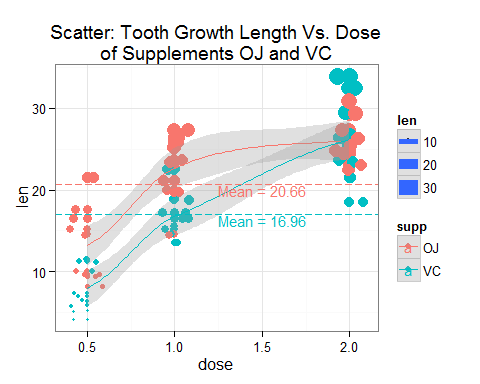 Scatter: Tooth Growth Length Vs. Dose
of Supplements OJ and VC
len
30
20
10
Mean = 20.66
Mean = 16.96
0.5
1.0
1.5
2.0
dose
len
10
20
30
supp
a OJ
a VC